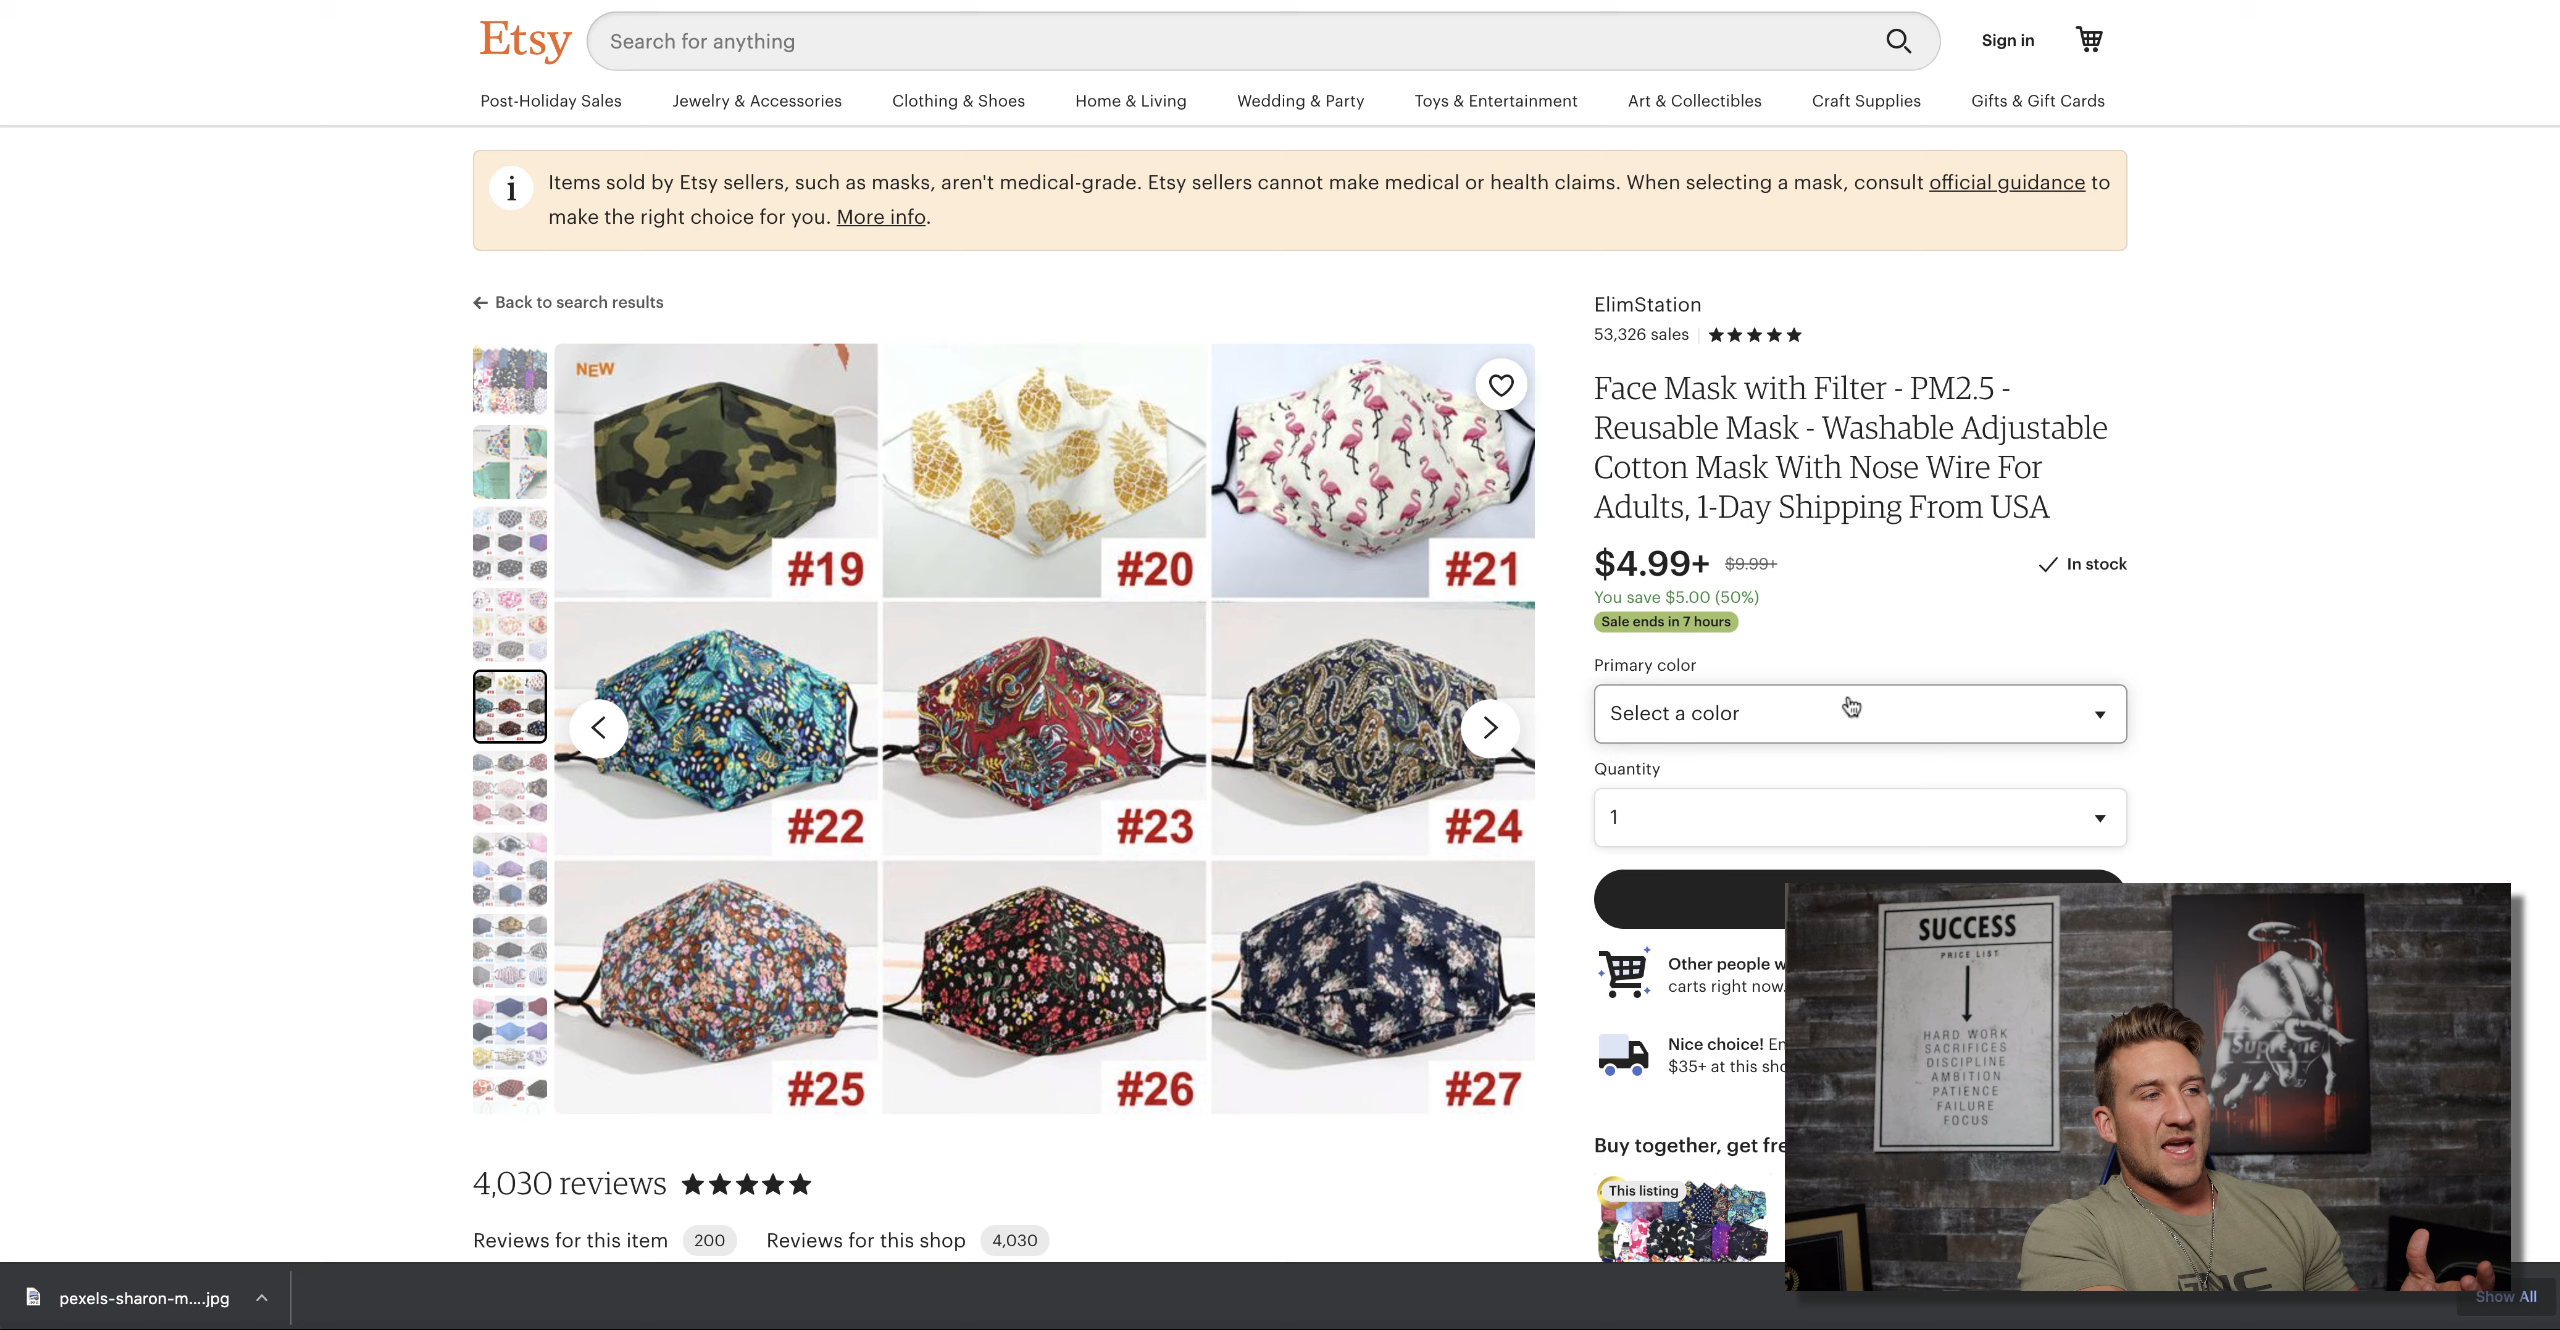 Etsy
Search for anything
Sign in
Post-Holiday Sales
Jewelry & Accessories
Clothing & Shoes
Home & Living
Wedding & Party
Toys & Entertainment
Art & Collectibles
Craft Supplies
Gifts & Gift Cards
Items sold by Etsy sellers, such as masks, aren't medical-grade. Etsy sellers cannot make medical or health claims. When selecting a mask, consult official guidance to
make the right choice for you. More info.
Back to search results
NEW
#19
#20
#21
#22
#23
#24
#25
#26
#27
ElimStation
53,326 sales
Face Mask with Filter - PM2.5 -
Reusable Mask - Washable Adjustable
Cotton Mask With Nose Wire For
Adults, 1-Day Shipping From USA
$4.99+ $9.99+
In stock
You save $5.00 (50%)
Sale ends in 7 hours
Primary color
Select a color
Quantity
1
Other people w
carts right now.
Nice choice! En
$35+ at this sho
Buy together, get fre
This listing
4,030 reviews
Reviews for this item 200
Reviews for this shop 4,030
SUCCESS
PRICE LIST
HARD WORK
SACRIFICES
DISCIPLINE
AMBITION
PATIENCE
FAILURE
FOCUS
Supreme
pexels-sharon-m....jpg
Show All